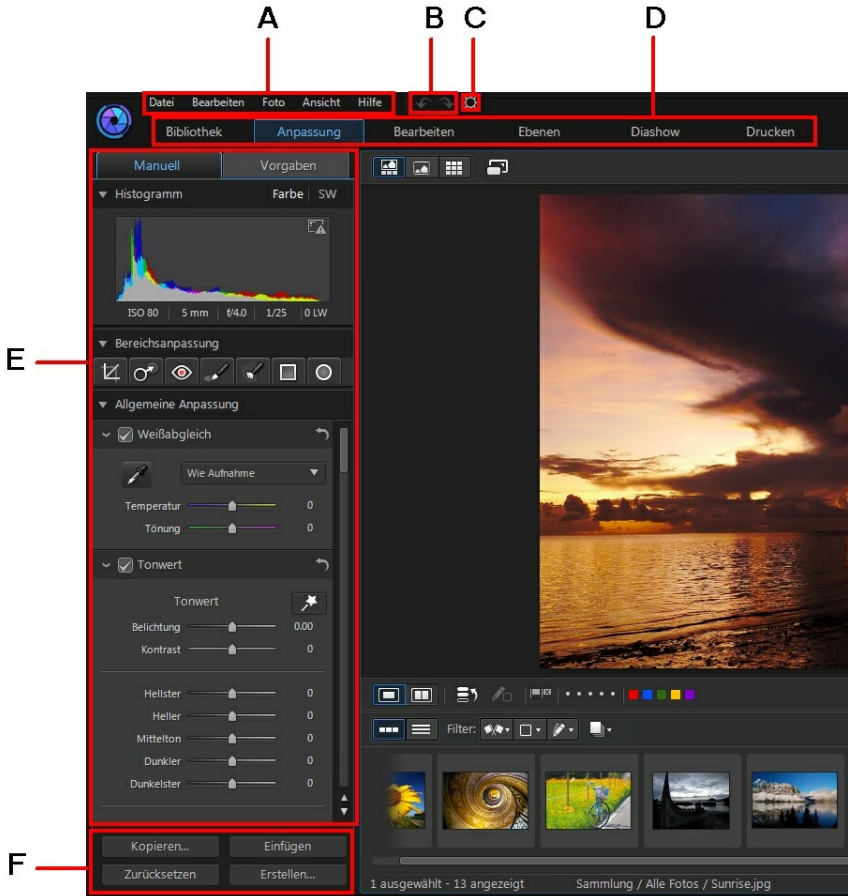 A B C D
Datei Bearbeiten Foto Ansicht Hilfe
Bibliothek Anpassung Bearbeiten Ebenen Diashow Drucken
Manuell Vorgaben
Histogramm Farbe | SW
ISO 80 | 5 mm | f/4.0 | 1/25 | 0 LW
E
Bereichsanpassung
Allgemeine Anpassung
Weißabgleich
Wie Aufnahme
Temperatur 0
Tönung 0
Tonwert
Tonwert
Belichtung 0.00
Kontrast 0
Hellster 0
Heller 0
Mittelton 0
Dunkler 0
Dunkelster 0
Filter:
F
Kopieren... Einfügen
Zurücksetzen Erstellen...
1 ausgewählt - 13 angezeigt Sammlung / Alle Fotos / Sunrise.jpg